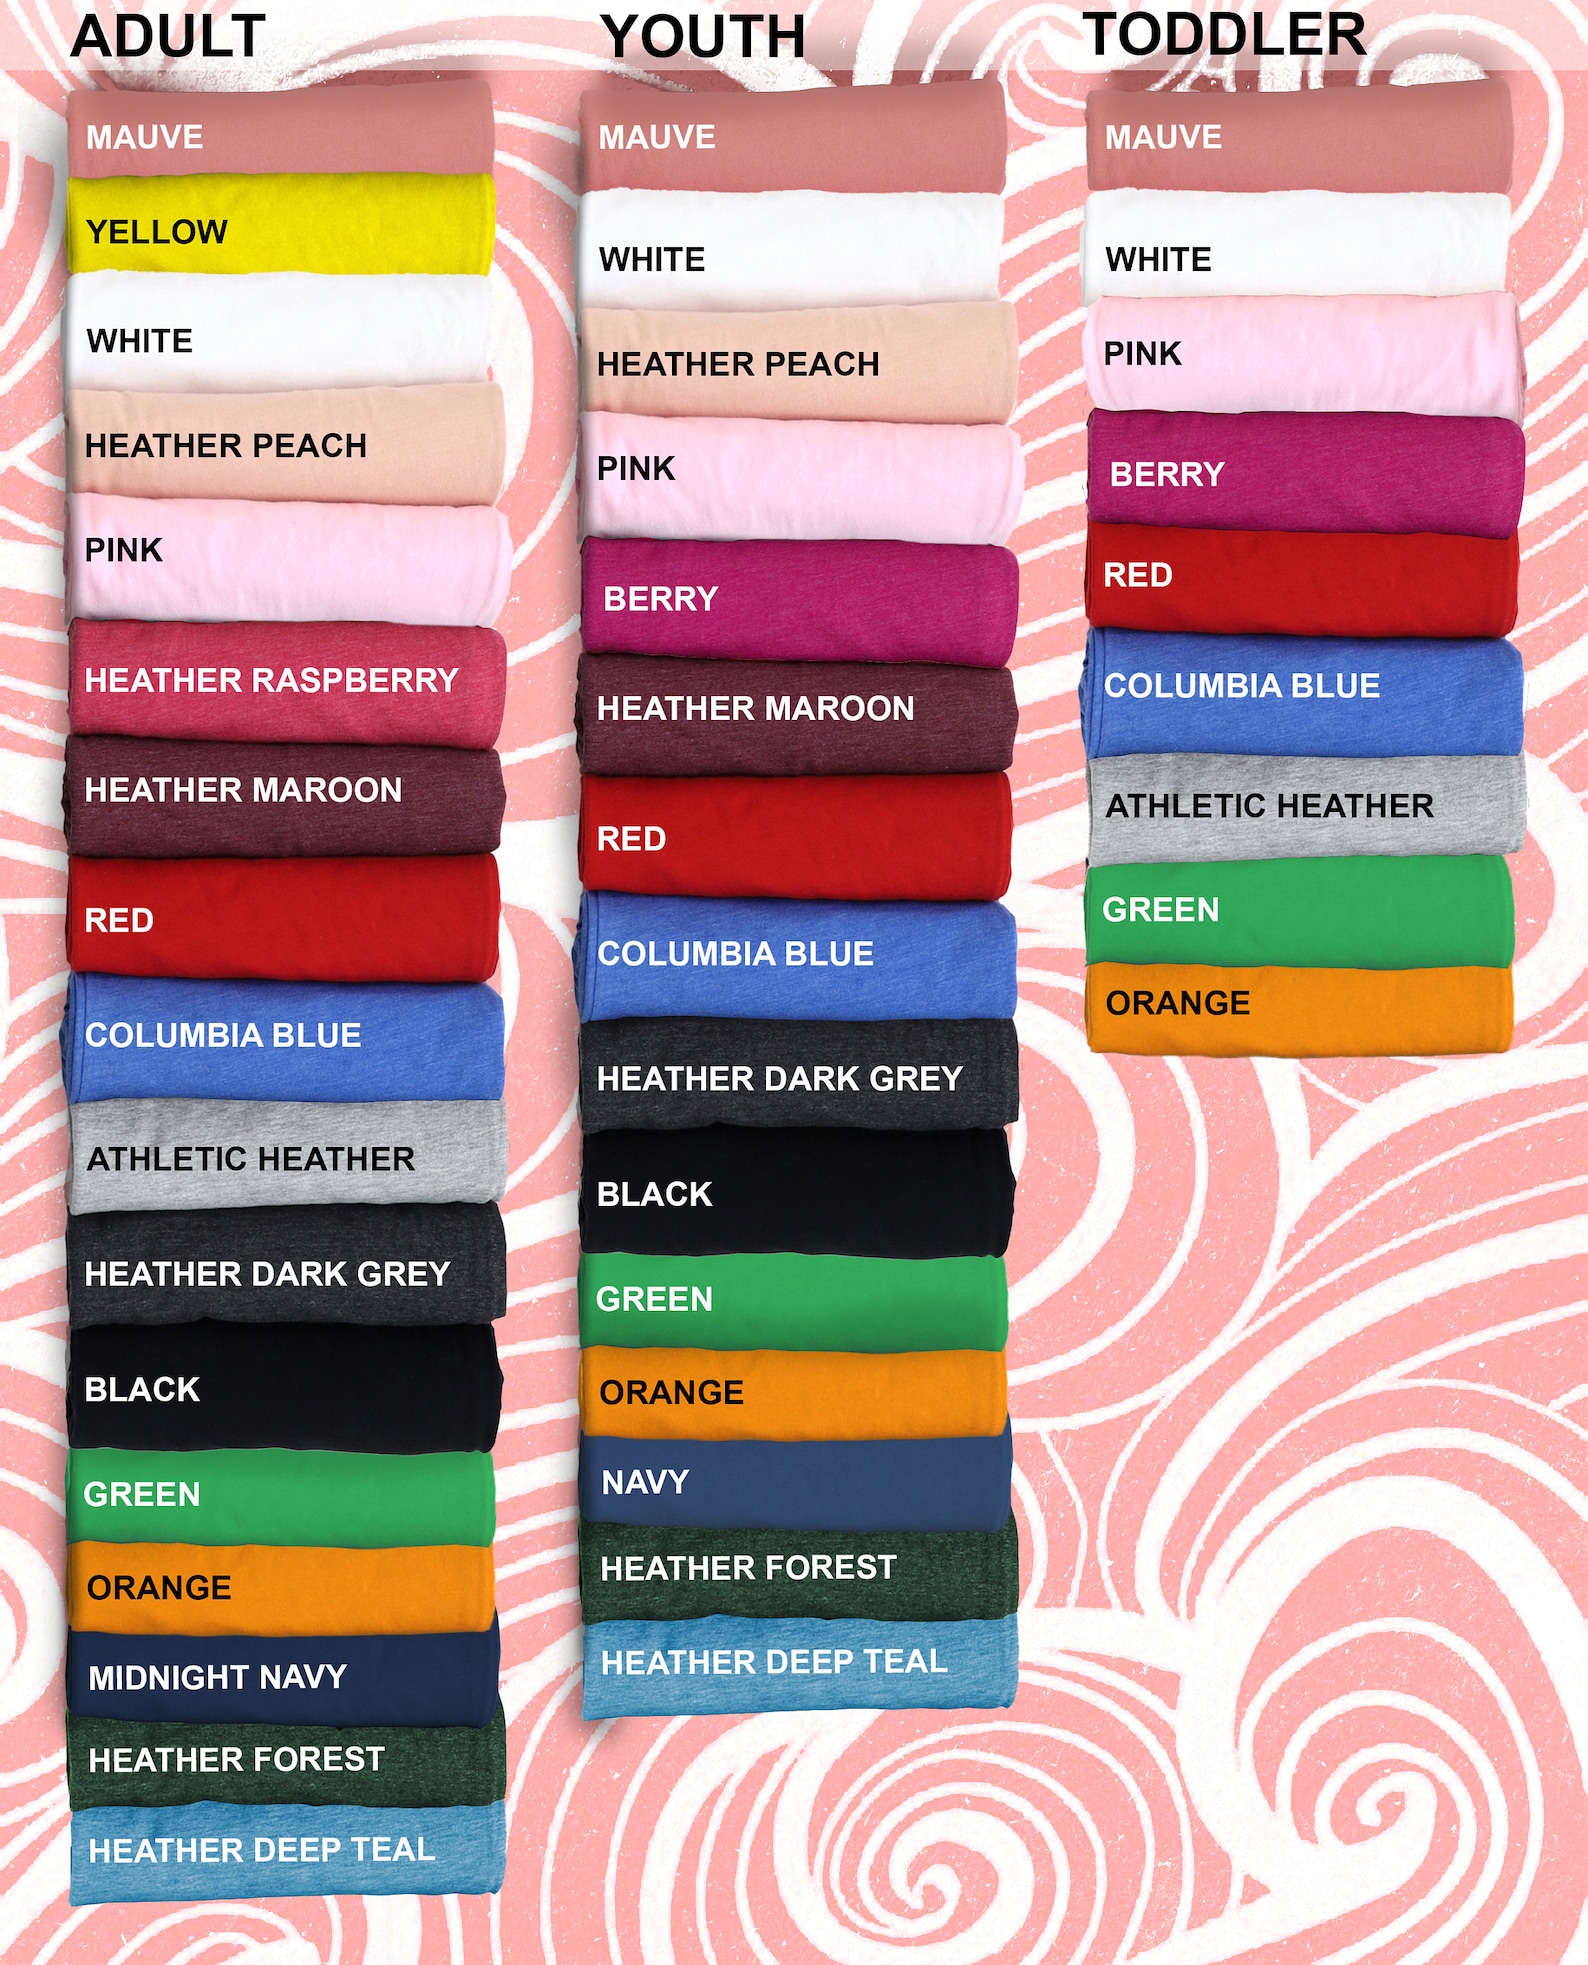 ADULT
MAUVE
YELLOW
WHITE
HEATHER PEACH
PINK
HEATHER RASPBERRY
HEATHER MAROON
RED
COLUMBIA BLUE
ATHLETIC HEATHER
HEATHER DARK GREY
BLACK
GREEN
ORANGE
MIDNIGHT NAVY
HEATHER FOREST
HEATHER DEEP TEAL
YOUTH
MAUVE
WHITE
HEATHER PEACH
PINK
BERRY
HEATHER MAROON
RED
COLUMBIA BLUE
HEATHER DARK GREY
BLACK
GREEN
ORANGE
NAVY
HEATHER FOREST
HEATHER DEEP TEAL
TODDLER
MAUVE
WHITE
PINK
BERRY
RED
COLUMBIA BLUE
ATHLETIC HEATHER
GREEN
ORANGE